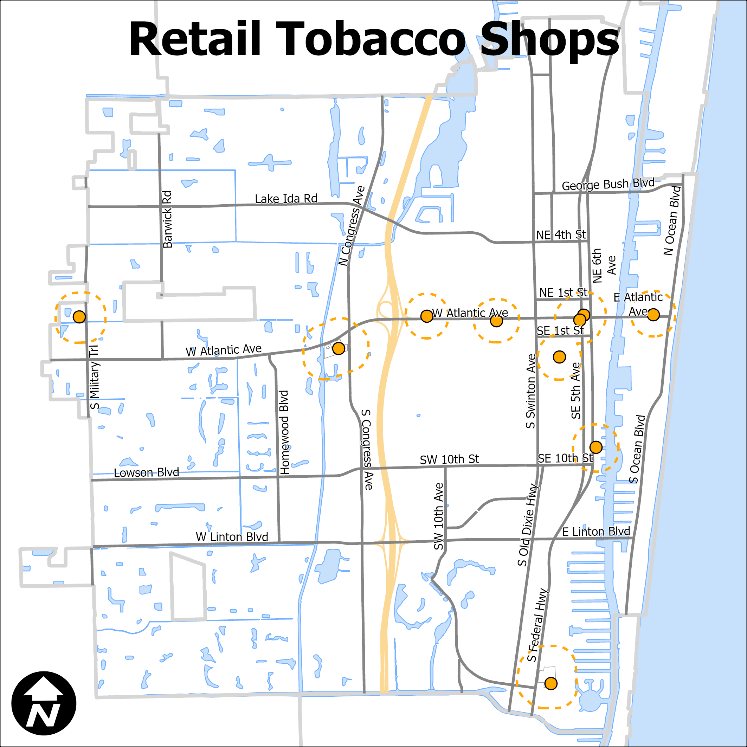 Retail Tobacco Shops
George Bush Blvd
Lake Ida Rd
Barwick Rd
N Congress Ave
N Ocean Blvd
NE 4th St
NE 6th
Ave
NE 1st St
E Atlantic
Ave
W Atlantic Ave
SE 1st St
W Atlantic Ave
S Military Trl
Homewood Blvd
S Congress Ave
S Swinton Ave
SE 5th Ave
S Ocean Blvd
SW 10th St
SE 10th St
Lowson Blvd
SW 10th Ave
S Old Dixie Hwy
W Linton Blvd
E Linton Blvd
S Federal Hwy
N